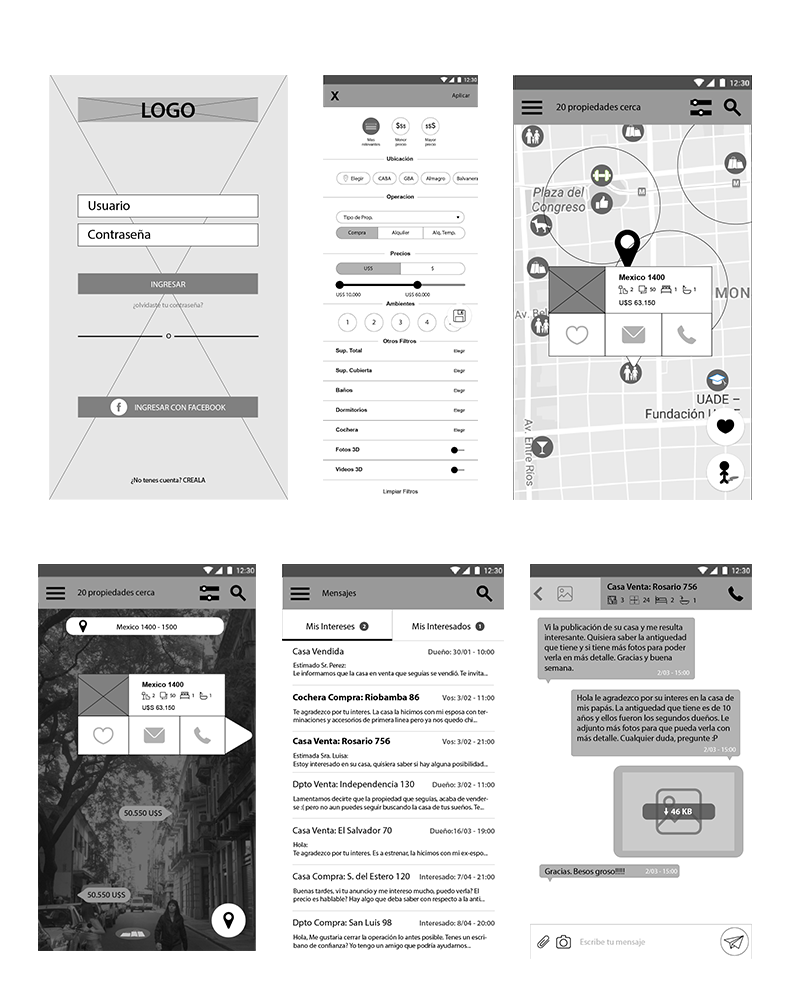 LOGO
Usuario
Contraseña
INGRESAR
¿olvidaste tu contraseña?
o
f INGRESAR CON FACEBOOK
¿No tenes cuenta? CREALA
12:30
X Aplicar
$$$ $$$
Mas Menor Mayor
relevantes precio precio
Ubicación
Elegir CABA GBA Almagro Balvanera
Operacion
Tipo de Prop.
Compra Alquiler Alq. Temp.
Precios
U$S $
U$S 10.000 U$S 60.000
Ambientes
1 2 3 4
Otros Filtros
Sup. Total Elegir
Sup. Cubierta Elegir
Baños Elegir
Dormitorios Elegir
Cochera Elegir
Fotos 3D
Videos 3D
Limpiar Filtros
12:30
20 propiedades cerca
M
Plaza del
Congreso
M
Mexico 1400
2 50 1 1
U$S 63.150
MON
Av. Bel
UADE –
Fundación U
Av. Entre Ríos
12:30
20 propiedades cerca
Mexico 1400 - 1500
Mexico 1400
2 50 1 1
U$S 63.150
50.550 U$S
50.550 U$S
12:30
Mensajes
Mis Intereses 2 Mis Interesados 1
Casa Vendida Dueño: 30/01 - 10:00
Estimado Sr. Perez:
Le informamos que la casa en venta que seguias se vendió. Te invita...
Cochera Compra: Riobamba 86 Vos: 3/02 - 11:00
Te agradezco por tu interes. La casa la hicimos con mi esposa con ter-
minaciones y accesorios de primera linea pero ya nos quedo chi...
Casa Venta: Rosario 756 Vos: 3/02 - 21:00
Estimada Sra. Luisa:
Estoy interesado en su casa, quisiera saber si hay alguna posibilidad...
Dpto Venta: Independencia 130 Dueño: 3/02 - 11:00
Lamentamos decirte que la propiedad que seguías, acaba de vender-
se :( pero no aun puedes seguir buscando la casa de tus sueños. Te...
Casa Venta: El Salvador 70 Dueño:16/03 - 19:00
Hola:
Te agradezco por tu interes. Es a estrenar, la hicimos con mi ex-espo...
Casa Compra: S. del Estero 120 Interesado: 7/04 - 21:00
Buenas tardes, vi tu anuncio y me intereso mucho, puedo verla? El
precio es hablable? Hay algo que deba saber con respecto a la anti...
Dpto Compra: San Luis 98 Interesado: 8/04 - 20:00
Hola, Me gustaria cerrar la operación lo antes posible. Tenes un escri-
bano de confianza? Yo tengo un amigo que podría ayudarnos...
12:30
Casa Venta: Rosario 756
3 24 2 1
Vi la publicación de su casa y me resulta
interesante. Quisiera saber la antiguedad
que tiene y si tiene más fotos para poder
verla en más detalle. Gracias y buena
semana.
2/03 - 15:00
Hola le agradezco por su interes en la casa de
mis papás. La antiguedad que tiene es de 10
años y ellos fueron los segundos dueños. Le
adjunto más fotos para que pueda verla con
más detalle. Cualquier duda, pregunte :P
2/03 - 15:00
46 KB
Gracias. Besos groso!!!!! 2/03 - 15:00
Escribe tu mensaje